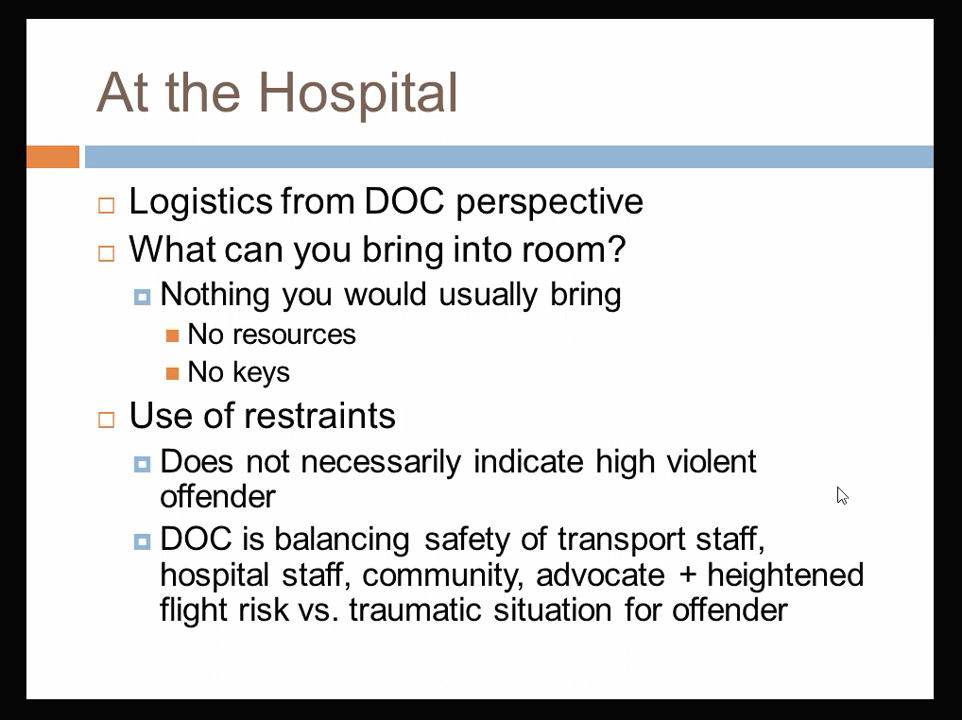 At the Hospital
Logistics from DOC perspective
What can you bring into room?
Nothing you would usually bring
No resources
No keys
Use of restraints
Does not necessarily indicate high violent
offender
DOC is balancing safety of transport staff,
hospital staff, community, advocate + heightened
flight risk vs. traumatic situation for offender